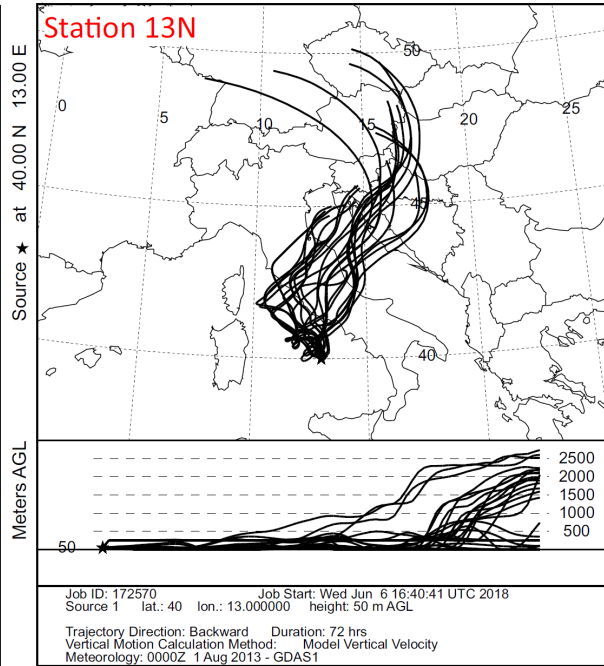 Station 13N
Source ★ at 40.00 N 13.00 E
50
0
5
10
15
20
25
45
40
Meters AGL
2500
2000
1500
1000
500
50
Job ID: 172570 Job Start: Wed Jun 6 16:40:41 UTC 2018
Source 1 lat.: 40 lon.: 13.000000 height: 50 m AGL
Trajectory Direction: Backward Duration: 72 hrs
Vertical Motion Calculation Method: Model Vertical Velocity
Meteorology: 0000Z 1 Aug 2013 - GDAS1